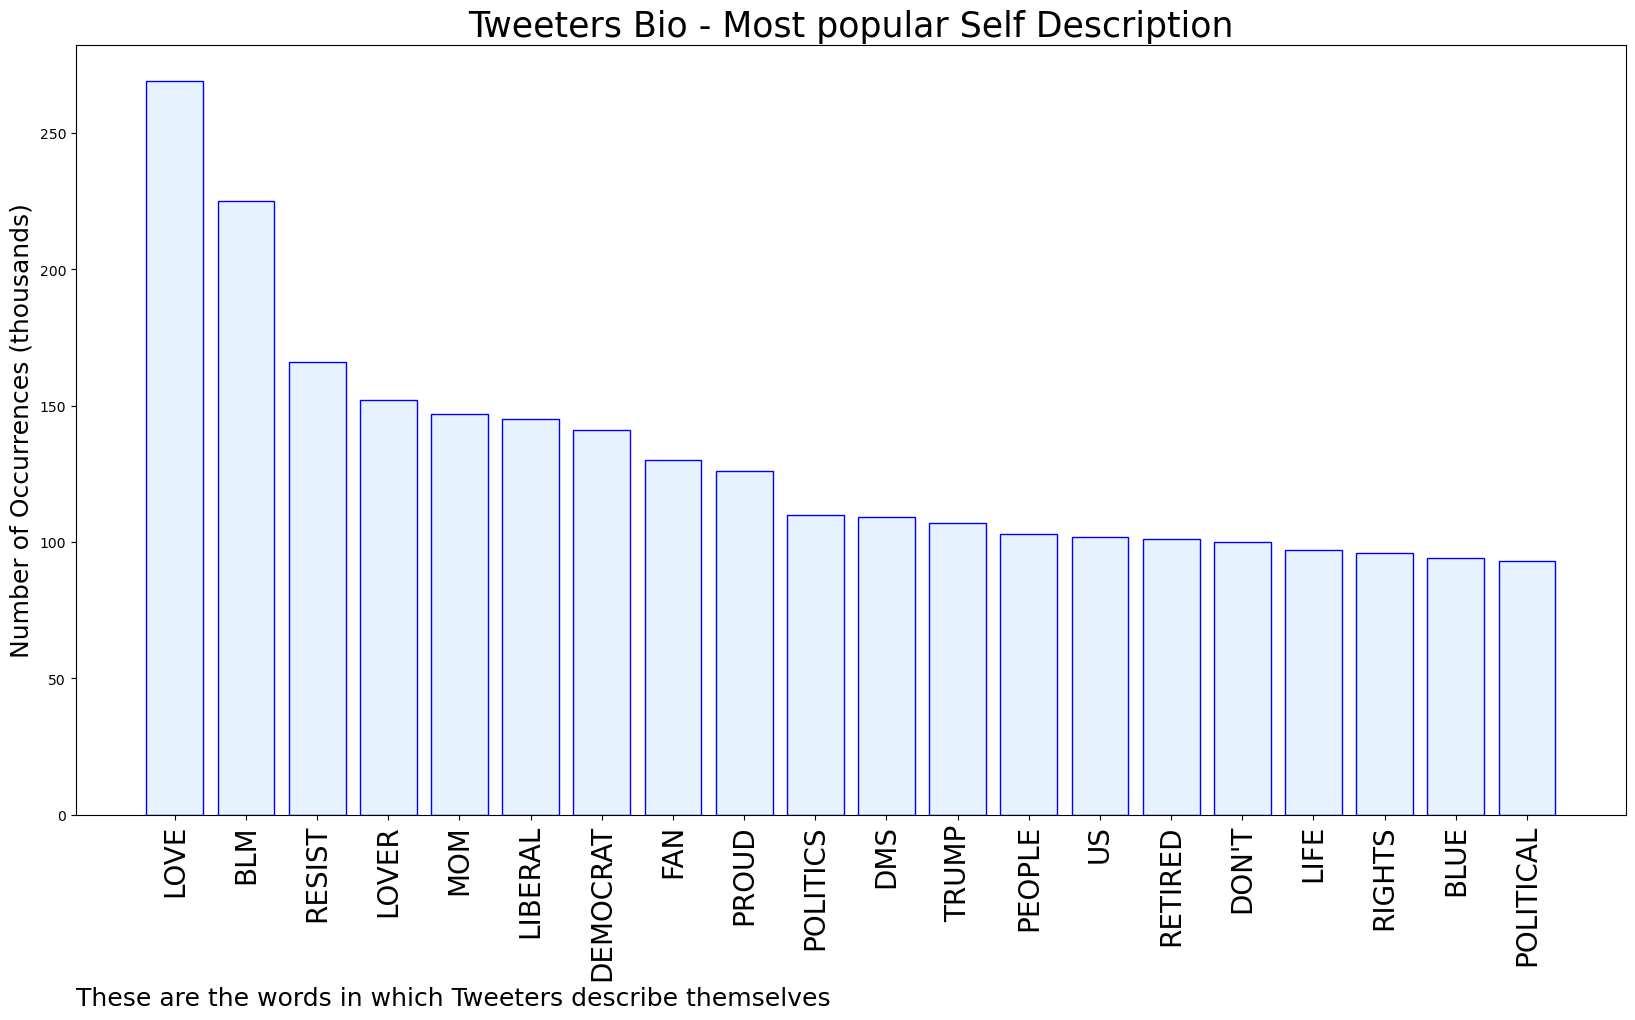 Tweeters Bio - Most popular Self Description
Number of Occurrences (thousands)
250
200
150
100
50
0
LOVE
BLM
RESIST
LOVER
MOM
LIBERAL
DEMOCRAT
FAN
PROUD
POLITICS
DMS
TRUMP
PEOPLE
US
RETIRED
DON'T
LIFE
RIGHTS
BLUE
POLITICAL
These are the words in which Tweeters describe themselves